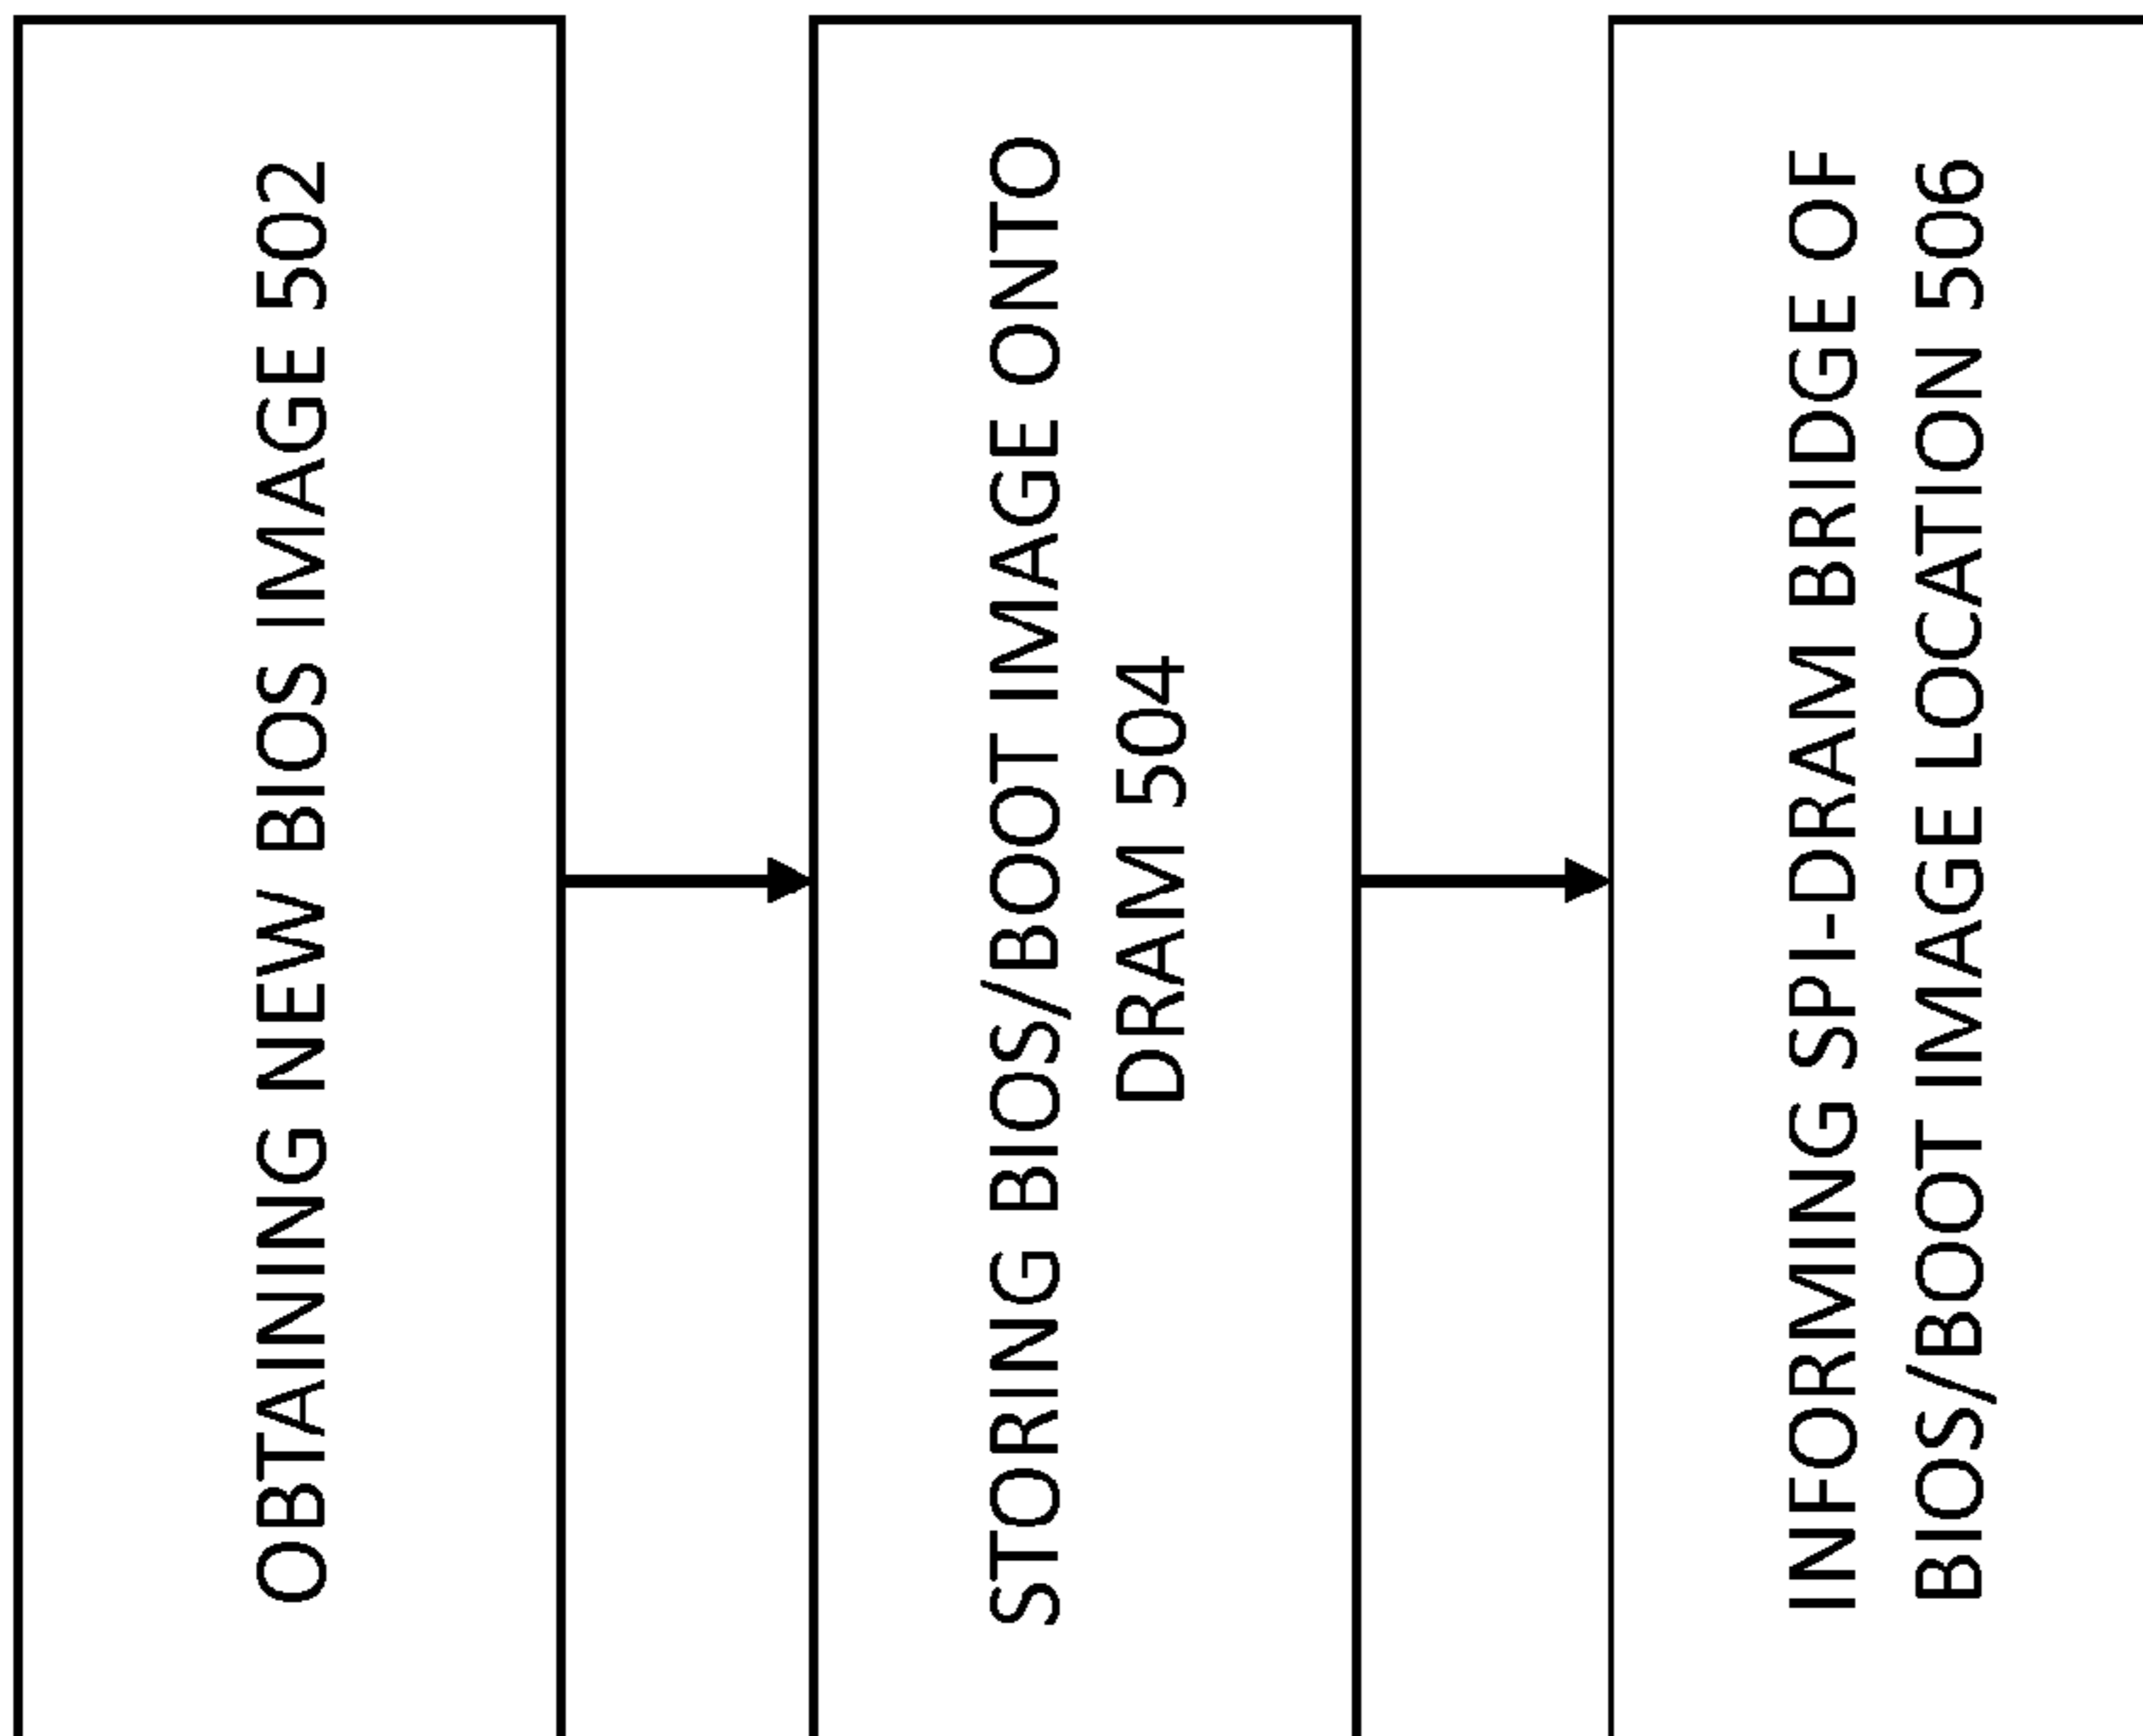 OBTAINING NEW BIOS IMAGE 502
STORING BIOS/BOOT IMAGE ONTO
DRAM 504
INFORMING SPI-DRAM BRIDGE OF
BIOS/BOOT IMAGE LOCATION 506